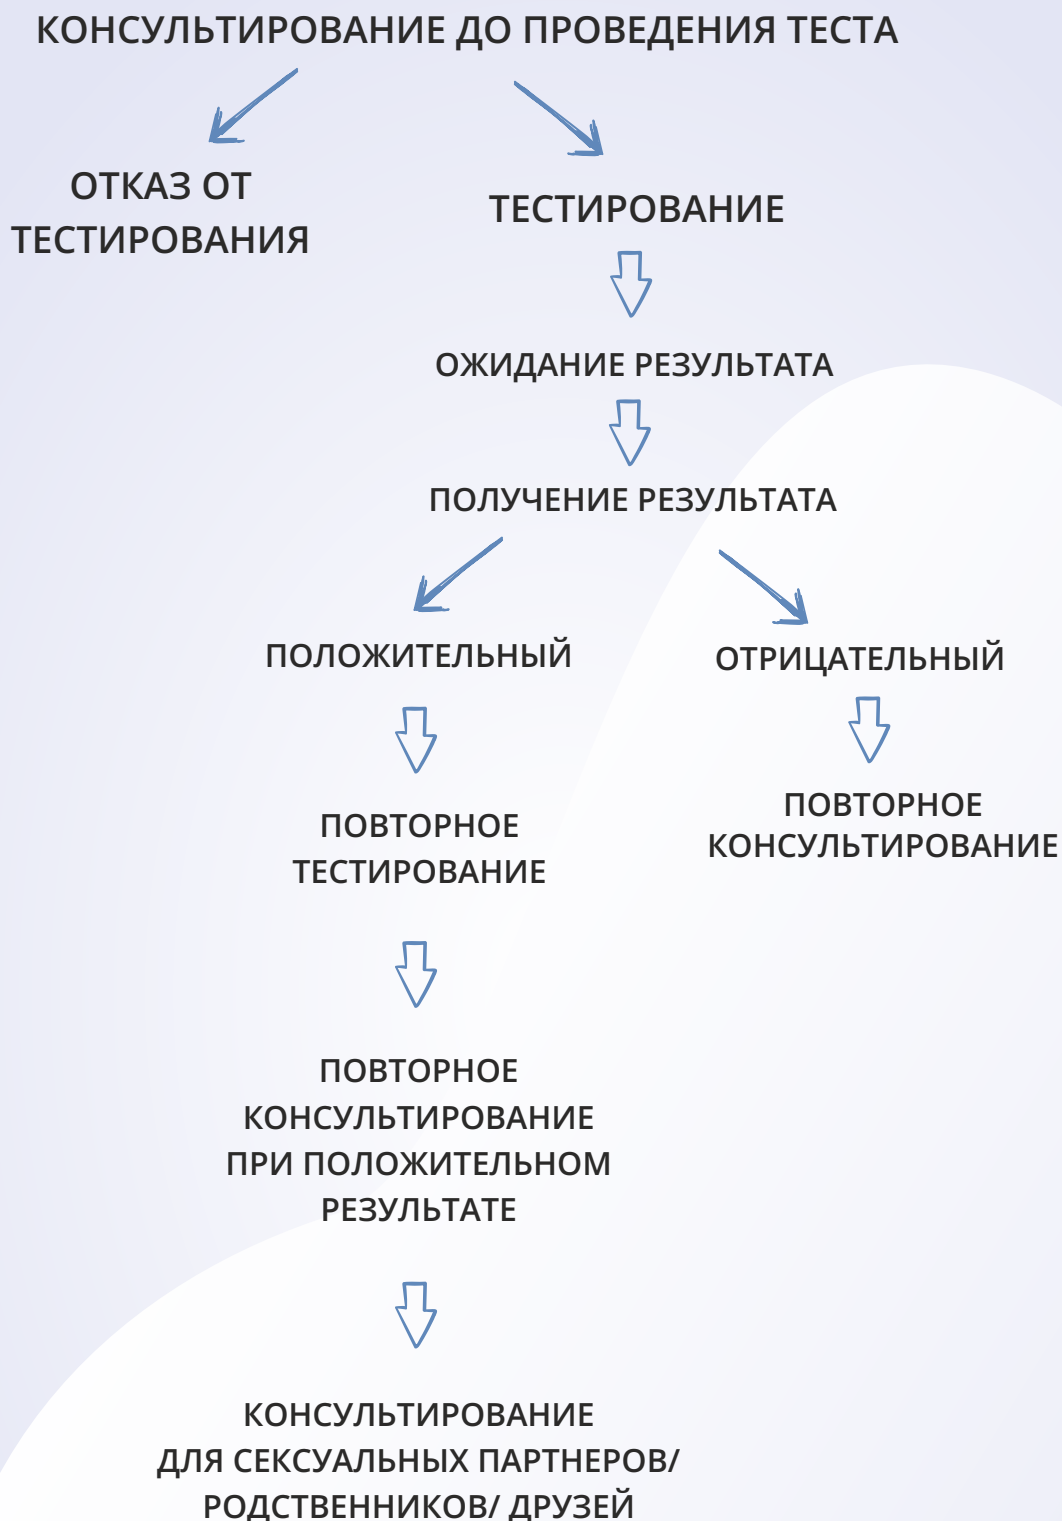 КОНСУЛЬТИРОВАНИЕ ДО ПРОВЕДЕНИЯ ТЕСТА
ОТКАЗ ОТ
ТЕСТИРОВАНИЯ
ТЕСТИРОВАНИЕ
ОЖИДАНИЕ РЕЗУЛЬТАТА
ПОЛУЧЕНИЕ РЕЗУЛЬТАТА
ПОЛОЖИТЕЛЬНЫЙ
ОТРИЦАТЕЛЬНЫЙ
ПОВТОРНОЕ
ТЕСТИРОВАНИЕ
ПОВТОРНОЕ
КОНСУЛЬТИРОВАНИЕ
ПОВТОРНОЕ
КОНСУЛЬТИРОВАНИЕ
ПРИ ПОЛОЖИТЕЛЬНОМ
РЕЗУЛЬТАТЕ
КОНСУЛЬТИРОВАНИЕ
ДЛЯ СЕКСУАЛЬНЫХ ПАРТНЕРОВ/
РОДСТВЕННИКОВ/ ДРУЗЕЙ